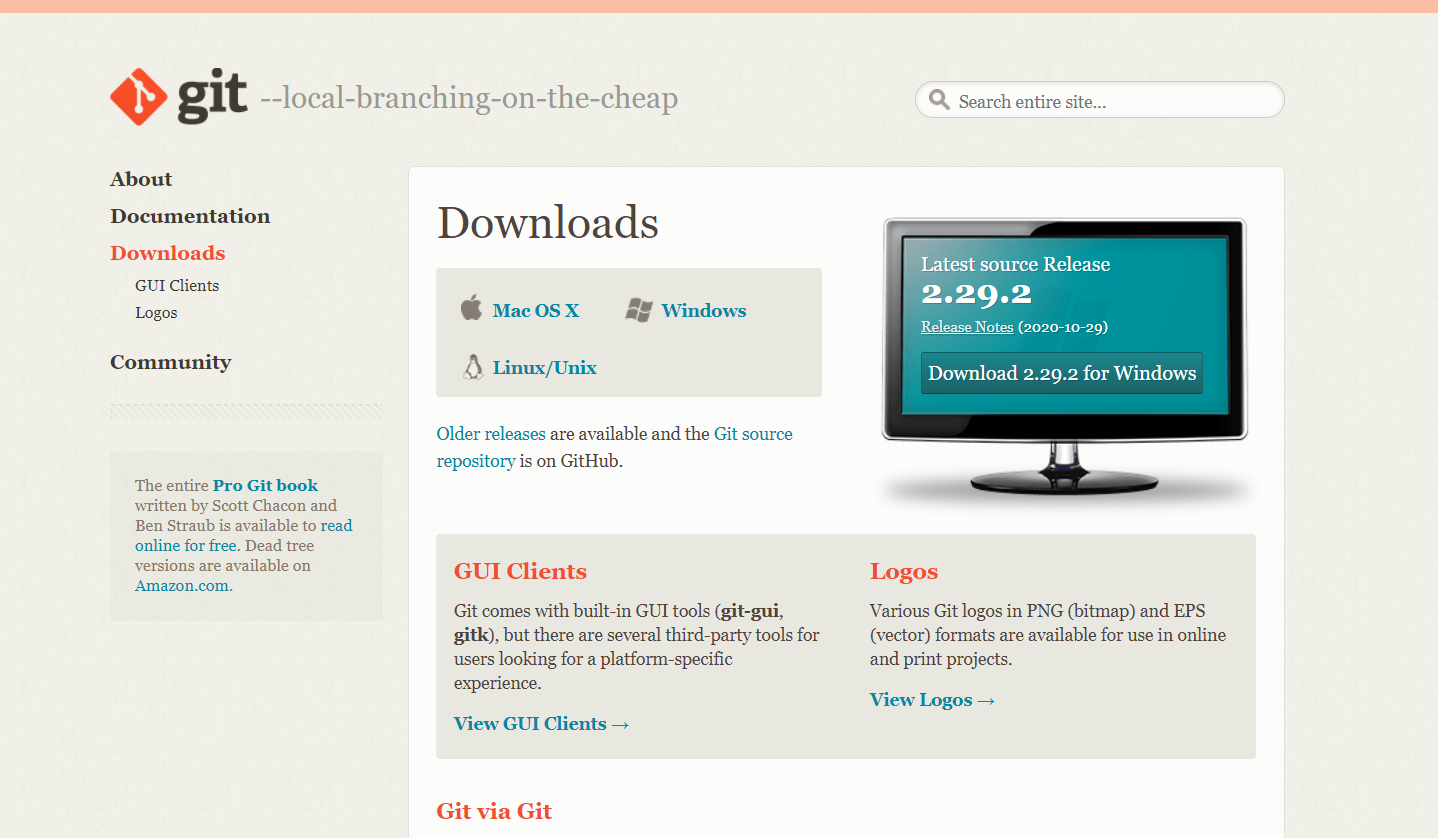 git --local-branching-on-the-cheap
Search entire site...
About
Documentation
Downloads
GUI Clients
Logos
Community
The entire Pro Git book
written by Scott Chacon and
Ben Straub is available to read
online for free. Dead tree
versions are available on
Amazon.com.
Downloads
Mac OS X
Windows
Linux/Unix
Older releases are available and the Git source
repository is on GitHub.
Latest source Release
2.29.2
Release Notes (2020-10-29)
Download 2.29.2 for Windows
GUI Clients
Git comes with built-in GUI tools (git-gui,
gitk), but there are several third-party tools for
users looking for a platform-specific
experience.
View GUI Clients →
Logos
Various Git logos in PNG (bitmap) and EPS
(vector) formats are available for use in online
and print projects.
View Logos →
Git via Git